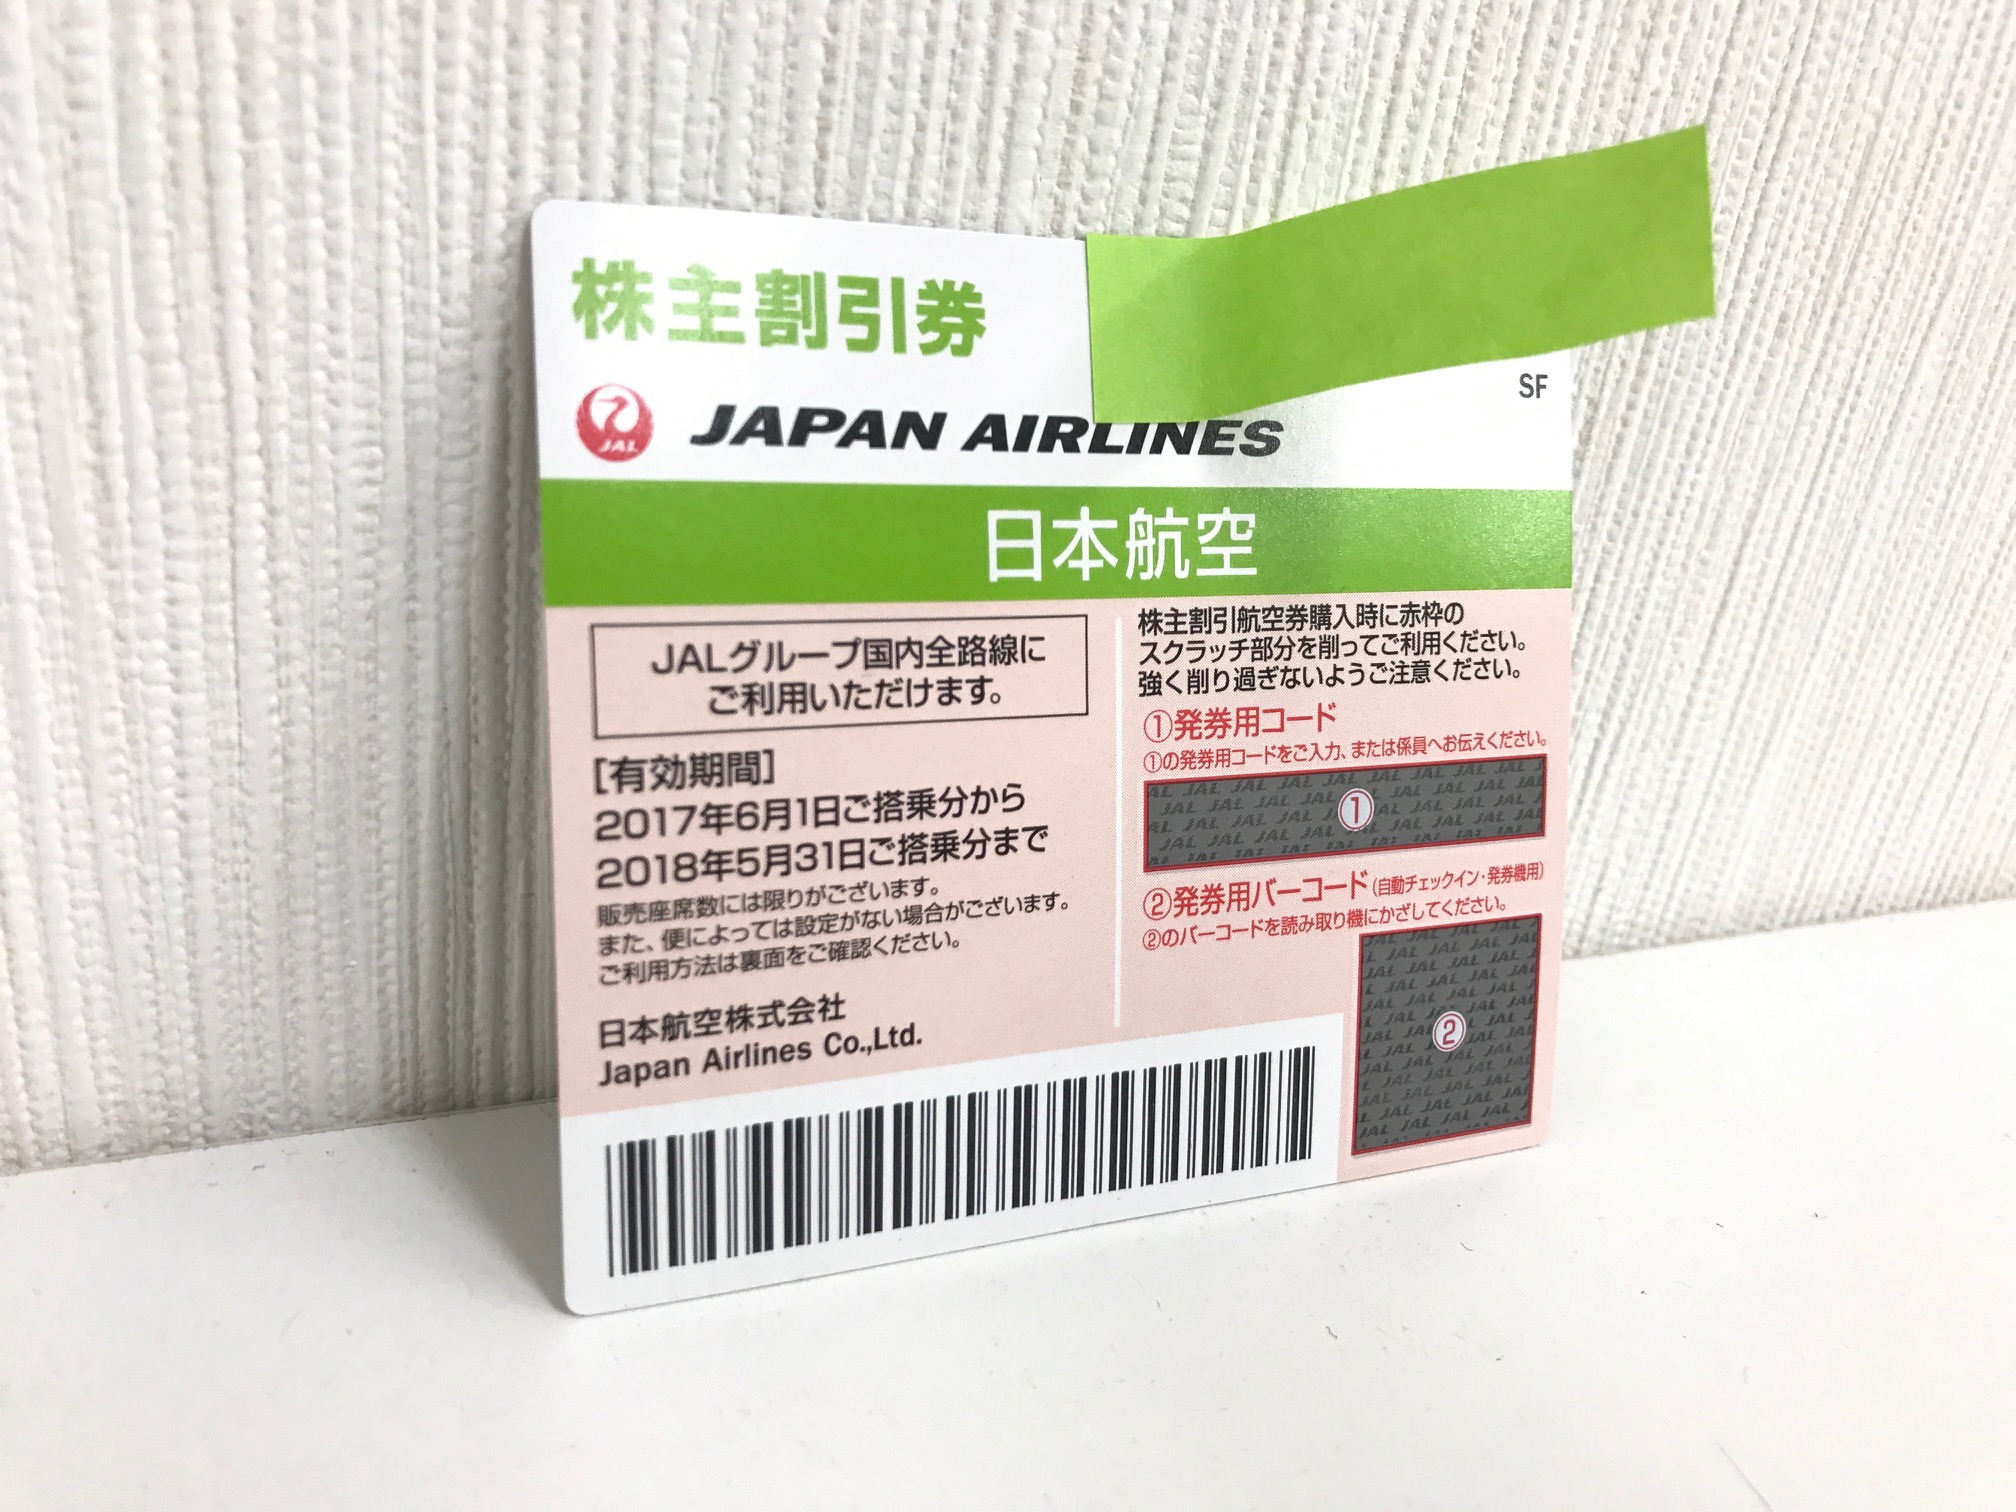 株主割引券
JAL
JAPAN AIRLINES
SF
日本航空
JALグループ国内全路線に
ご利用いただけます。
[有効期間]
2017年6月1日ご搭乗分から
2018年5月31日ご搭乗分まで
販売座席数には限りがございます。
また、便によっては設定がない場合がございます。
ご利用方法は裏面をご確認ください。
日本航空株式会社
Japan Airlines Co.,Ltd.
株主割引航空券購入時に赤枠の
スクラッチ部分を削ってご利用ください。
強く削り過ぎないようご注意ください。
①発券用コード
①の発券用コードをご入力、または係員へお伝えください。
①
②発券用バーコード(自動チェックイン・発券機用)
②のバーコードを読み取り機にかざしてください。
②